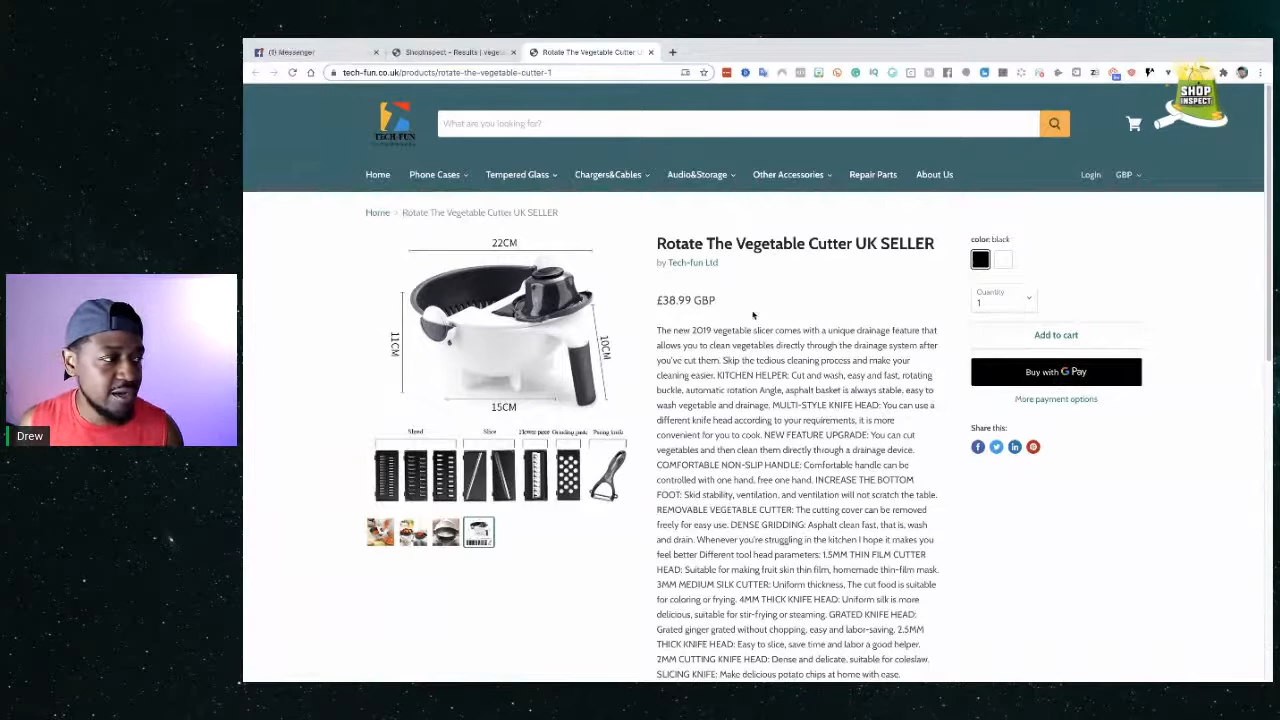 (1) Messenger
ShopInspect - Results | vege
Rotate The Vegetable Cutter U
tech-fun.co.uk/products/rotate-the-vegetable-cutter-1
TECH FUN
What are you looking for?
SHOP
INSPECT
Home
Phone Cases
Tempered Glass
Chargers&Cables
Audio&Storage
Other Accessories
Repair Parts
About Us
Login
GBP
Home > Rotate The Vegetable Cutter UK SELLER
22CM
11CM
10CM
15CM
Slice
Flower piece
Grinding paste
Paring knife
Rotate The Vegetable Cutter UK SELLER
by Tech-fun Ltd.
£38.99 GBP
The new 2019 vegetable slicer comes with a unique drainage feature that
allows you to clean vegetables directly through the drainage system after
you've cut them. Skip the tedious cleaning process and make your
cleaning easier. KITCHEN HELPER: Cut and wash, easy and fast, rotating
buckle, automatic rotation Angle, asphalt basket is always stable, easy to
wash vegetable and drainage. MULTI-STYLE KNIFE HEAD: You can use a
different knife head according to your requirements, it is more
convenient for you to cook. NEW FEATURE UPGRADE: You can cut
vegetables and then clean them directly through a drainage device.
COMFORTABLE NON-SLIP HANDLE: Comfortable handle can be
controlled with one hand, free one hand. INCREASE THE BOTTOM
FOOT: Skid stability, ventilation, and ventilation will not scratch the table.
REMOVABLE VEGETABLE CUTTER: The cutting cover can be removed
freely for easy use. DENSE GRIDDING: Asphalt clean fast, that is, wash
and drain. Whenever you're struggling in the kitchen I hope it makes you
feel better Different tool head parameters: 1.5MM THIN FILM CUTTER
HEAD: Suitable for making fruit skin thin film, homemade thin-film mask.
3MM MEDIUM SILK CUTTER: Uniform thickness, The cut food is suitable
for coloring or frying. 4MM THICK KNIFE HEAD: Uniform silk is more
delicious, suitable for stir-frying or steaming. GRATED KNIFE HEAD:
Grated ginger grated without chopping, easy and labor-saving. 2.5MM
THICK KNIFE HEAD: Easy to slice, save time and labor a good helper.
2MM CUTTING KNIFE HEAD: Dense and delicate, suitable for coleslaw.
SLICING KNIFE: Make delicious potato chips at home with ease.
color: black
Quantity
1
Add to cart
Buy with G Pay
More payment options
Share this:
Drew